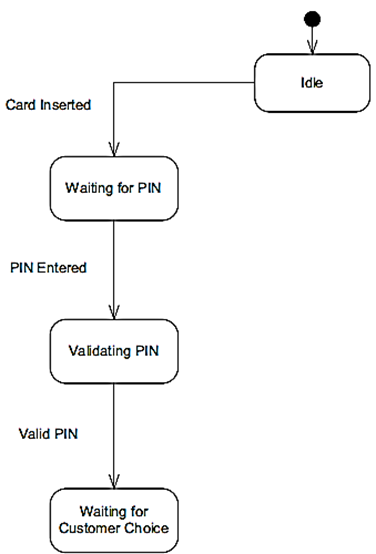 Idle
Card Inserted
Waiting for PIN
PIN Entered
Validating PIN
Valid PIN
Waiting for
Customer Choice